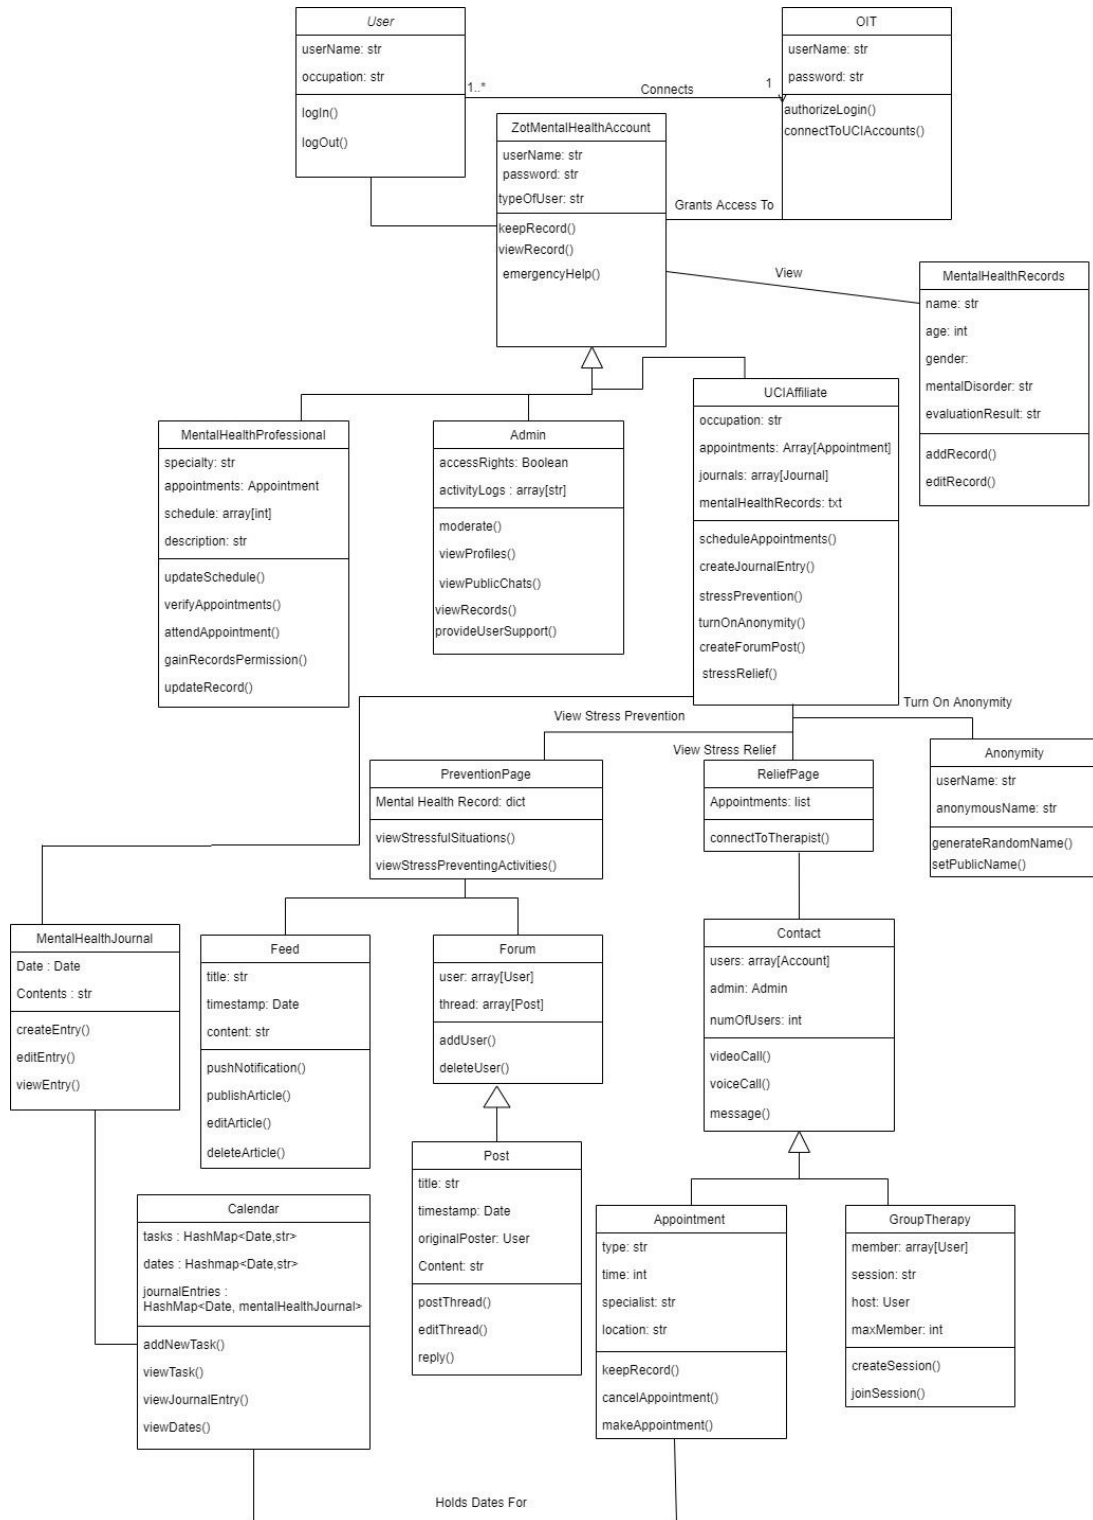 User
userName: str
occupation: str
logIn()
logOut()
OIT
userName: str
password: str
authorizeLogin()
connectToUCIAccounts()
1..*
Connects
1
ZotMentalHealthAccount
userName: str
password: str
typeOfUser: str
keepRecord()
viewRecord()
emergencyHelp()
Grants Access To
View
MentalHealthRecords
name: str
age: int
gender:
mentalDisorder: str
evaluationResult: str
addRecord()
editRecord()
MentalHealthProfessional
specialty: str
appointments: Appointment
schedule: array[int]
description: str
updateSchedule()
verifyAppointments()
attendAppointment()
gainRecordsPermission()
updateRecord()
Admin
accessRights: Boolean
activityLogs : array[str]
moderate()
viewProfiles()
viewPublicChats()
viewRecords()
provideUserSupport()
UCIAffiliate
occupation: str
appointments: Array[Appointment]
journals: array[Journal]
mentalHealthRecords: txt
scheduleAppointments()
createJournalEntry()
stressPrevention()
turnOnAnonymity()
createForumPost()
stressRelief()
View Stress Prevention
View Stress Relief
Turn On Anonymity
PreventionPage
Mental Health Record: dict
viewStressfulSituations()
viewStressPreventingActivities()
ReliefPage
Appointments: list
connectToTherapist()
Anonymity
userName: str
anonymousName: str
generateRandomName()
setPublicName()
MentalHealthJournal
Date : Date
Contents : str
createEntry()
editEntry()
viewEntry()
Feed
title: str
timestamp: Date
content: str
pushNotification()
publishArticle()
editArticle()
deleteArticle()
Forum
user: array[User]
thread: array[Post]
addUser()
deleteUser()
Contact
users: array[Account]
admin: Admin
numOfUsers: int
videoCall()
voiceCall()
message()
Post
title: str
timestamp: Date
originalPoster: User
Content: str
postThread()
editThread()
reply()
Calendar
tasks : HashMap<Date,str>
dates : Hashmap<Date,str>
journalEntries :
HashMap<Date, mentalHealthJournal>
addNewTask()
viewTask()
viewJournalEntry()
viewDates()
Appointment
type: str
time: int
specialist: str
location: str
keepRecord()
cancelAppointment()
makeAppointment()
GroupTherapy
member: array[User]
session: str
host: User
maxMember: int
createSession()
joinSession()
Holds Dates For